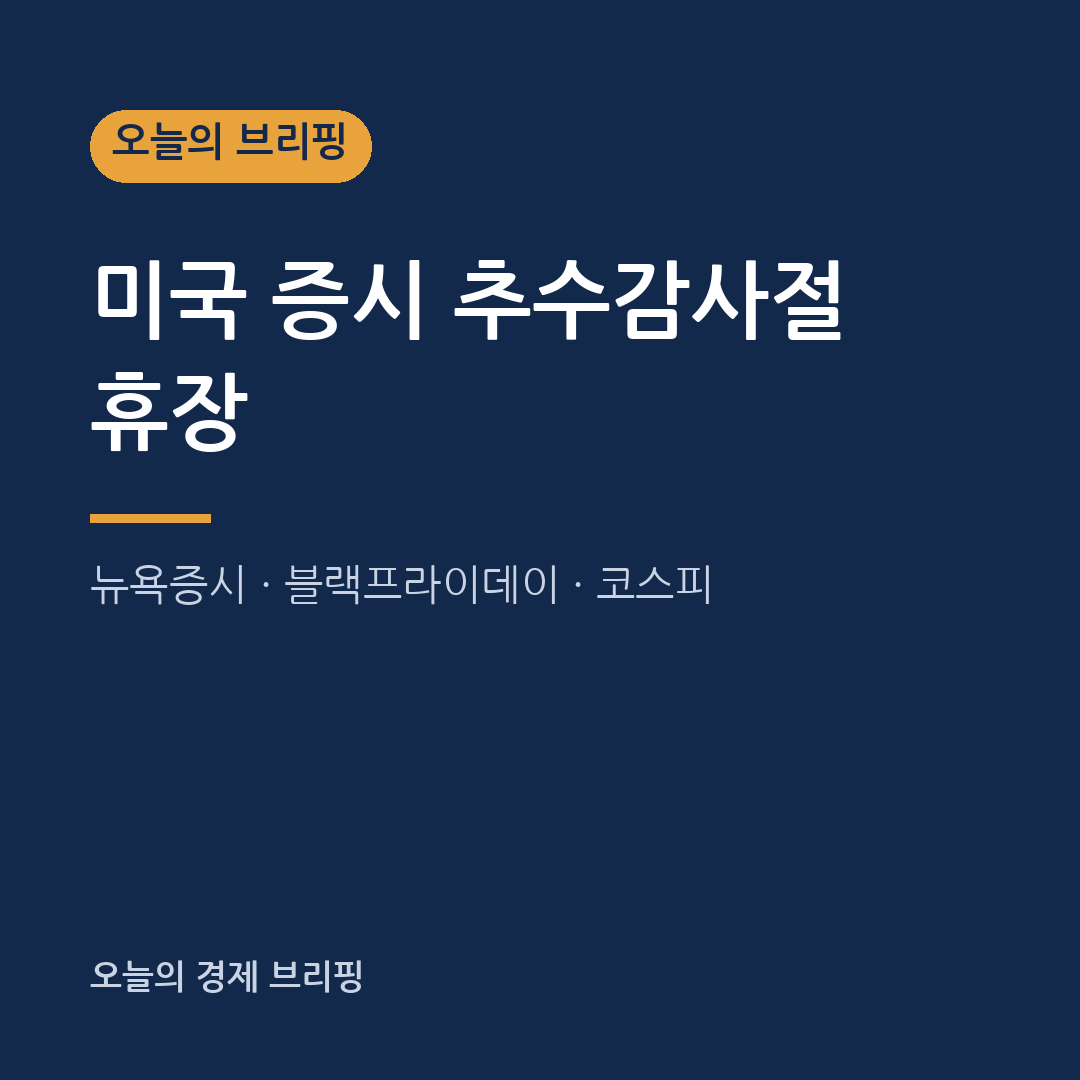 오늘의 브리핑
미국 증시 추수감사절
휴장
뉴욕증시 · 블랙프라이데이 · 코스피
오늘의 경제 브리핑